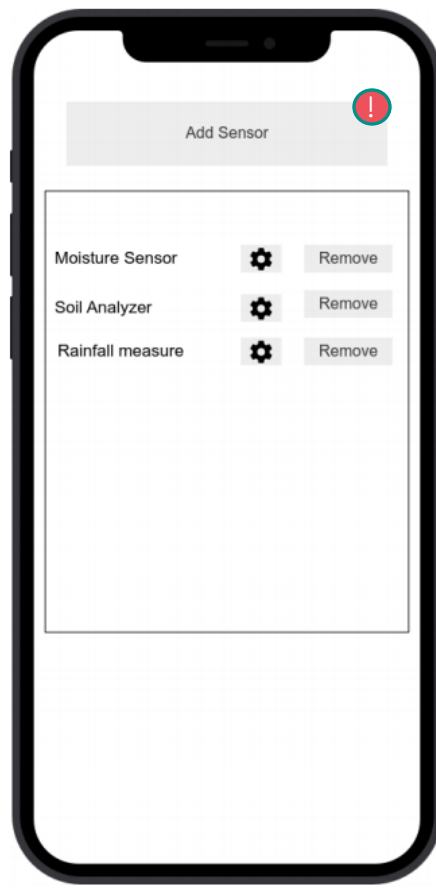 !
Add Sensor
Moisture Sensor Remove
Soil Analyzer Remove
Rainfall measure Remove